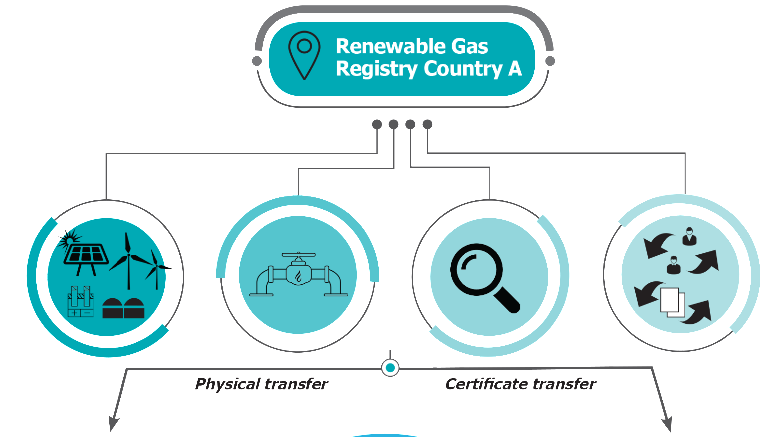 Renewable Gas
Registry Country A
Physical transfer
Certificate transfer